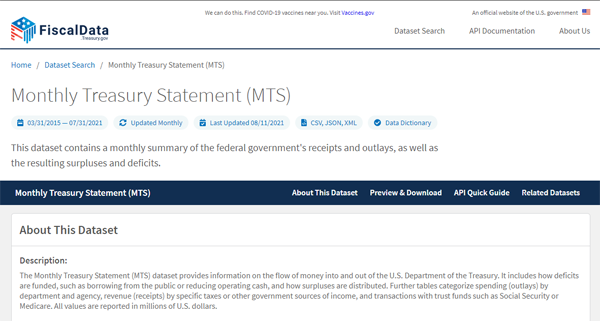 We can do this. Find COVID-19 vaccines near you. Visit Vaccines.gov
An official website of the U.S. government
FiscalData
.Treasury.gov
Dataset Search API Documentation About Us
Home / Dataset Search / Monthly Treasury Statement (MTS)
Monthly Treasury Statement (MTS)
03/31/2015 — 07/31/2021 Updated Monthly Last Updated 08/11/2021 CSV, JSON, XML Data Dictionary
This dataset contains a monthly summary of the federal government's receipts and outlays, as well as
the resulting surpluses and deficits.
Monthly Treasury Statement (MTS) About This Dataset Preview & Download API Quick Guide Related Datasets
About This Dataset
Description:
The Monthly Treasury Statement (MTS) dataset provides information on the flow of money into and out of the U.S. Department of the Treasury. It includes how deficits
are funded, such as borrowing from the public or reducing operating cash, and how surpluses are distributed. Further tables categorize spending (outlays) by
department and agency, revenue (receipts) by specific taxes or other government sources of income, and transactions with trust funds such as Social Security or
Medicare. All values are reported in millions of U.S. dollars.